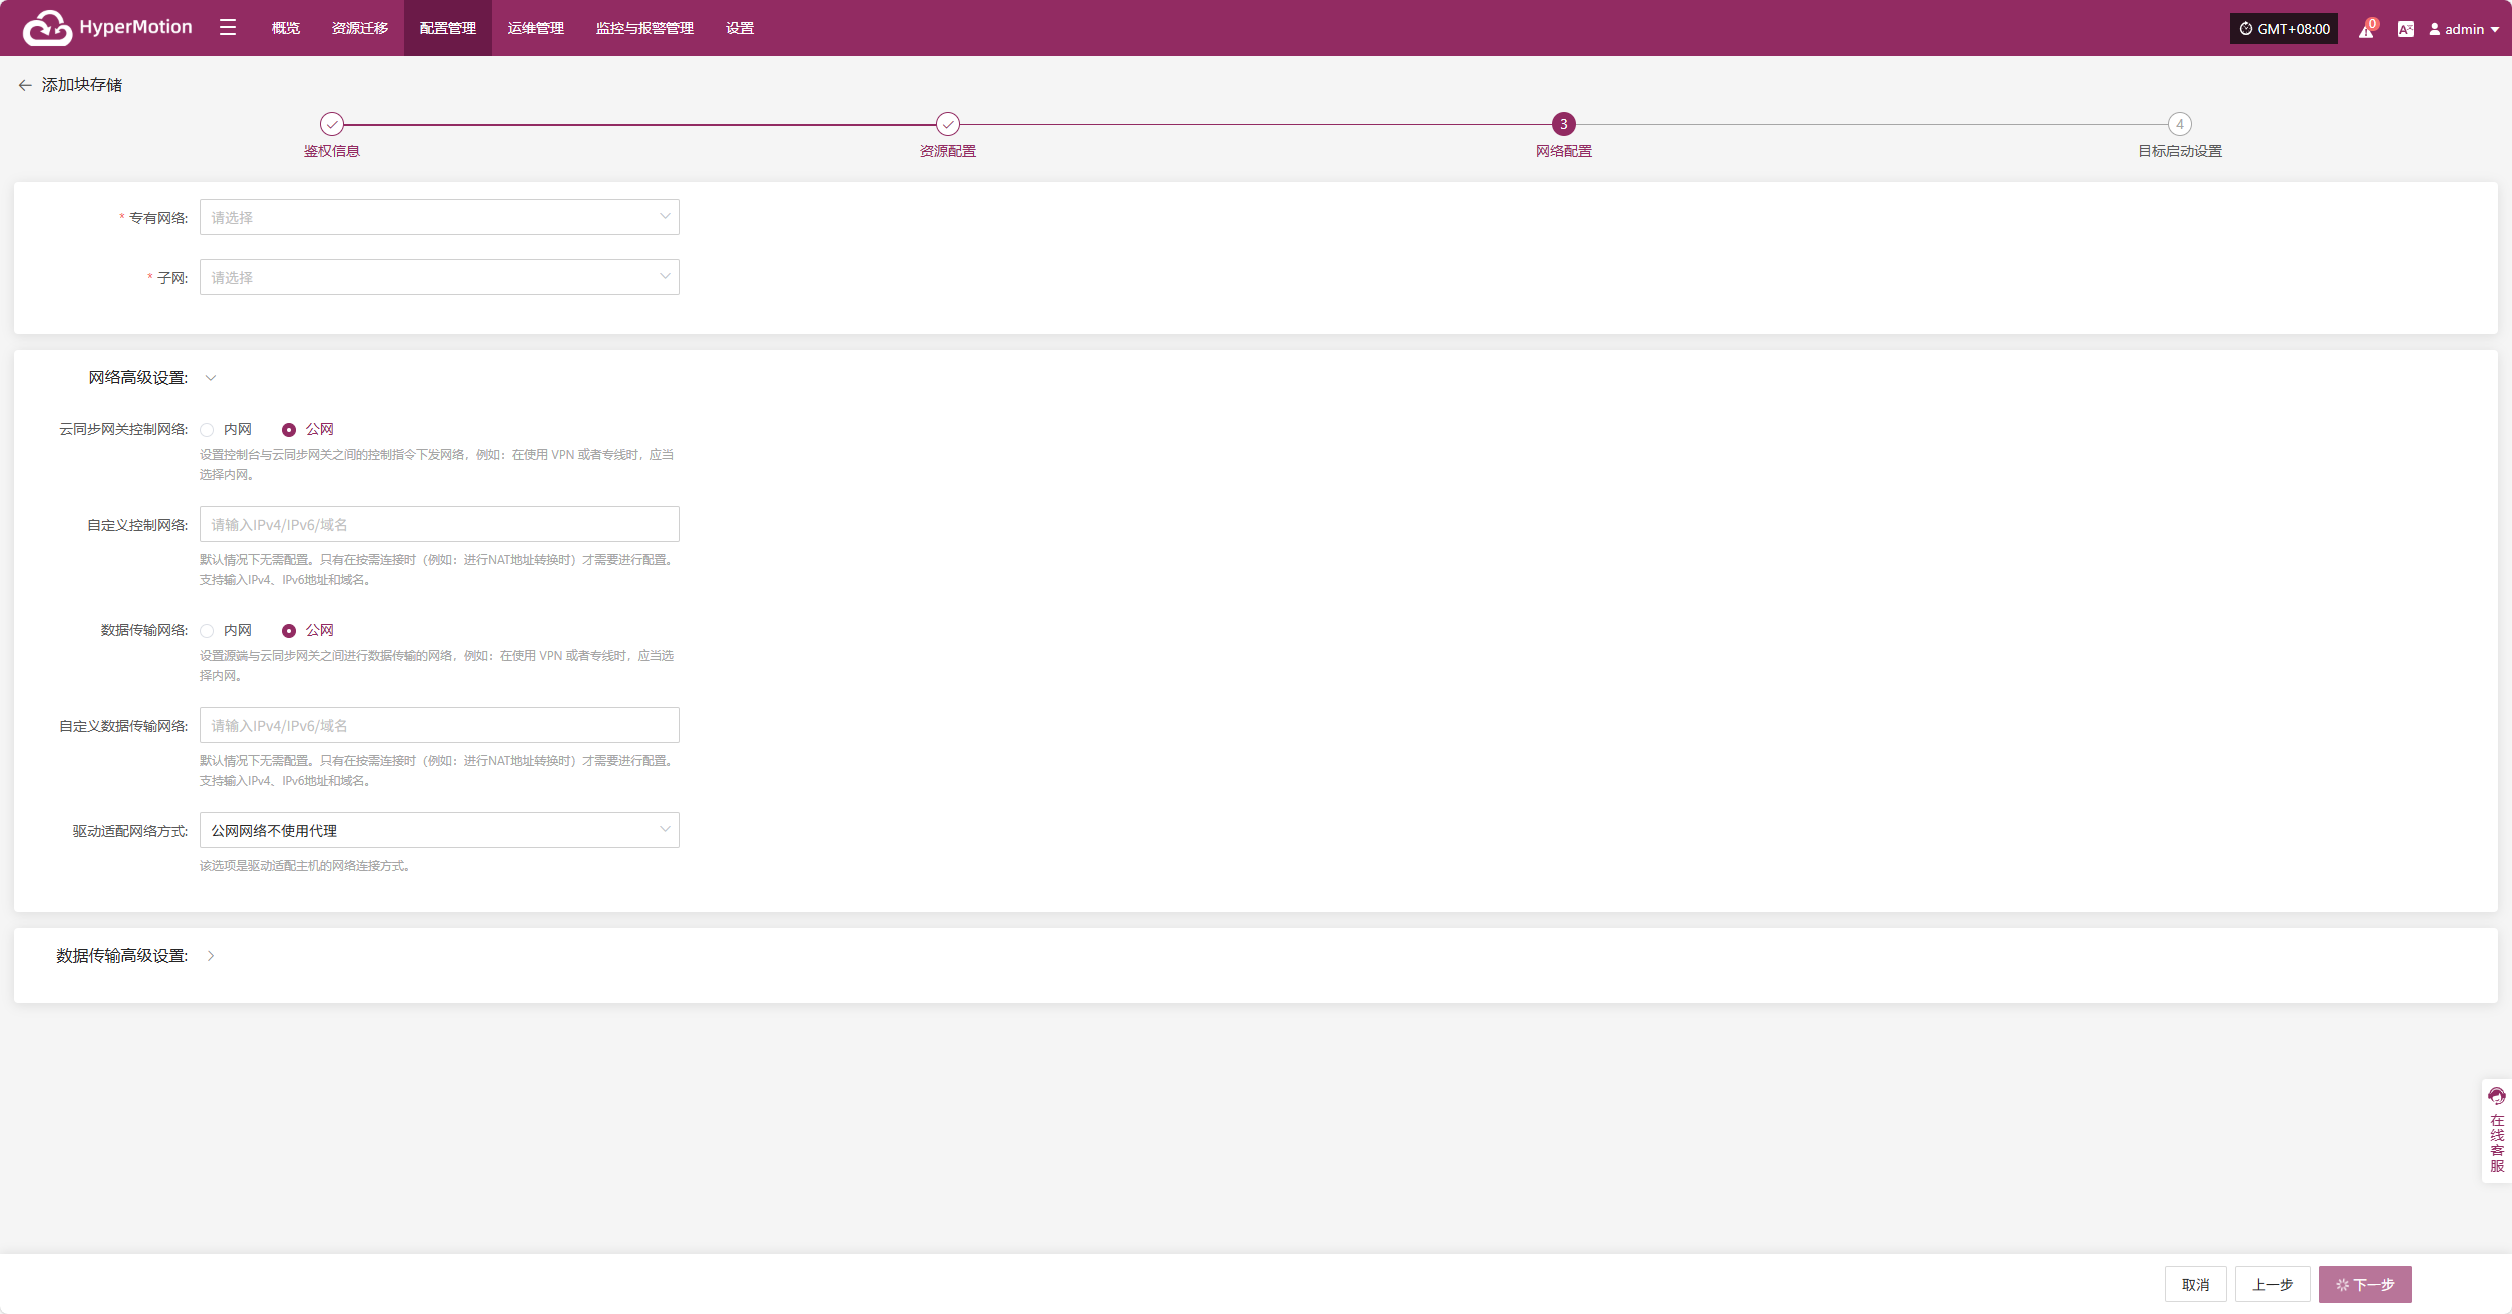 HyperMotion 概览 资源迁移 配置管理 运维管理 监控与报警管理 设置 GMT+08:00 0 admin
添加块存储
3 4
鉴权信息 资源配置 网络配置 目标启动设置
* 专有网络: 请选择
* 子网: 请选择
网络高级设置:
云同步网关控制网络: 内网 公网
设置控制台与云同步网关之间的控制指令下发网络，例如：在使用 VPN 或者专线时，应当
选择内网。
自定义控制网络: 请输入IPv4/IPv6/域名
默认情况下无需配置。只有在按需连接时（例如：进行NAT地址转换时）才需要进行配置。
支持输入IPv4、IPv6地址和域名。
数据传输网络: 内网 公网
设置源端与云同步网关之间进行数据传输的网络，例如：在使用 VPN 或者专线时，应当选
择内网。
自定义数据传输网络: 请输入IPv4/IPv6/域名
默认情况下无需配置。只有在按需连接时（例如：进行NAT地址转换时）才需要进行配置。
支持输入IPv4、IPv6地址和域名。
驱动适配网络方式: 公网网络不使用代理
该选项是驱动适配主机的网络连接方式。
数据传输高级设置:
在线客服
取消 上一步 下一步